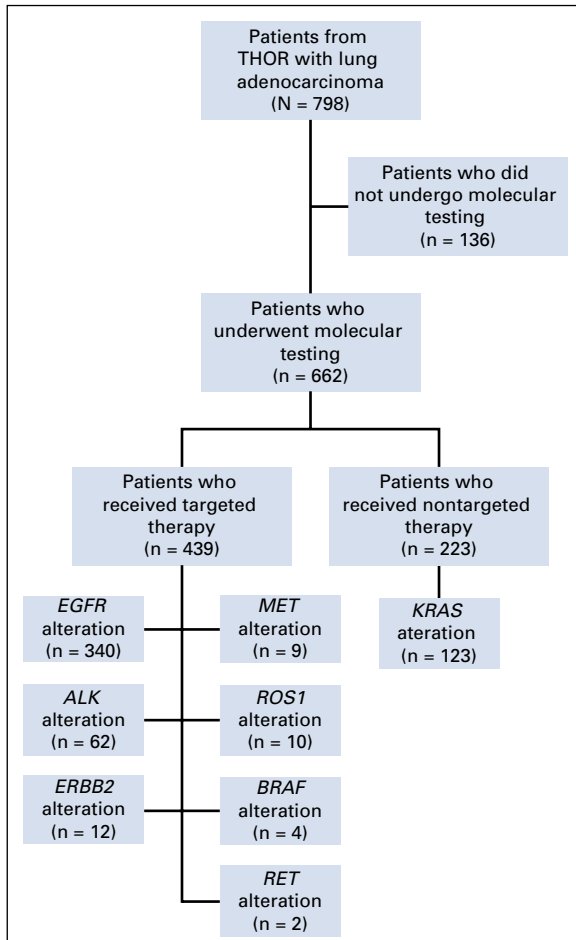 Patients from
THOR with lung
adenocarcinoma
(N = 798)
Patients who did
not undergo molecular
testing
(n = 136)
Patients who
underwent molecular
testing
(n = 662)
Patients who
received targeted
therapy
(n = 439)
Patients who
received nontargeted
therapy
(n = 223)
EGFR
alteration
(n = 340)
MET
alteration
(n = 9)
KRAS
ateration
(n = 123)
ALK
alteration
(n = 62)
ROS1
alteration
(n = 10)
ERBB2
alteration
(n = 12)
BRAF
alteration
(n = 4)
RET
alteration
(n = 2)